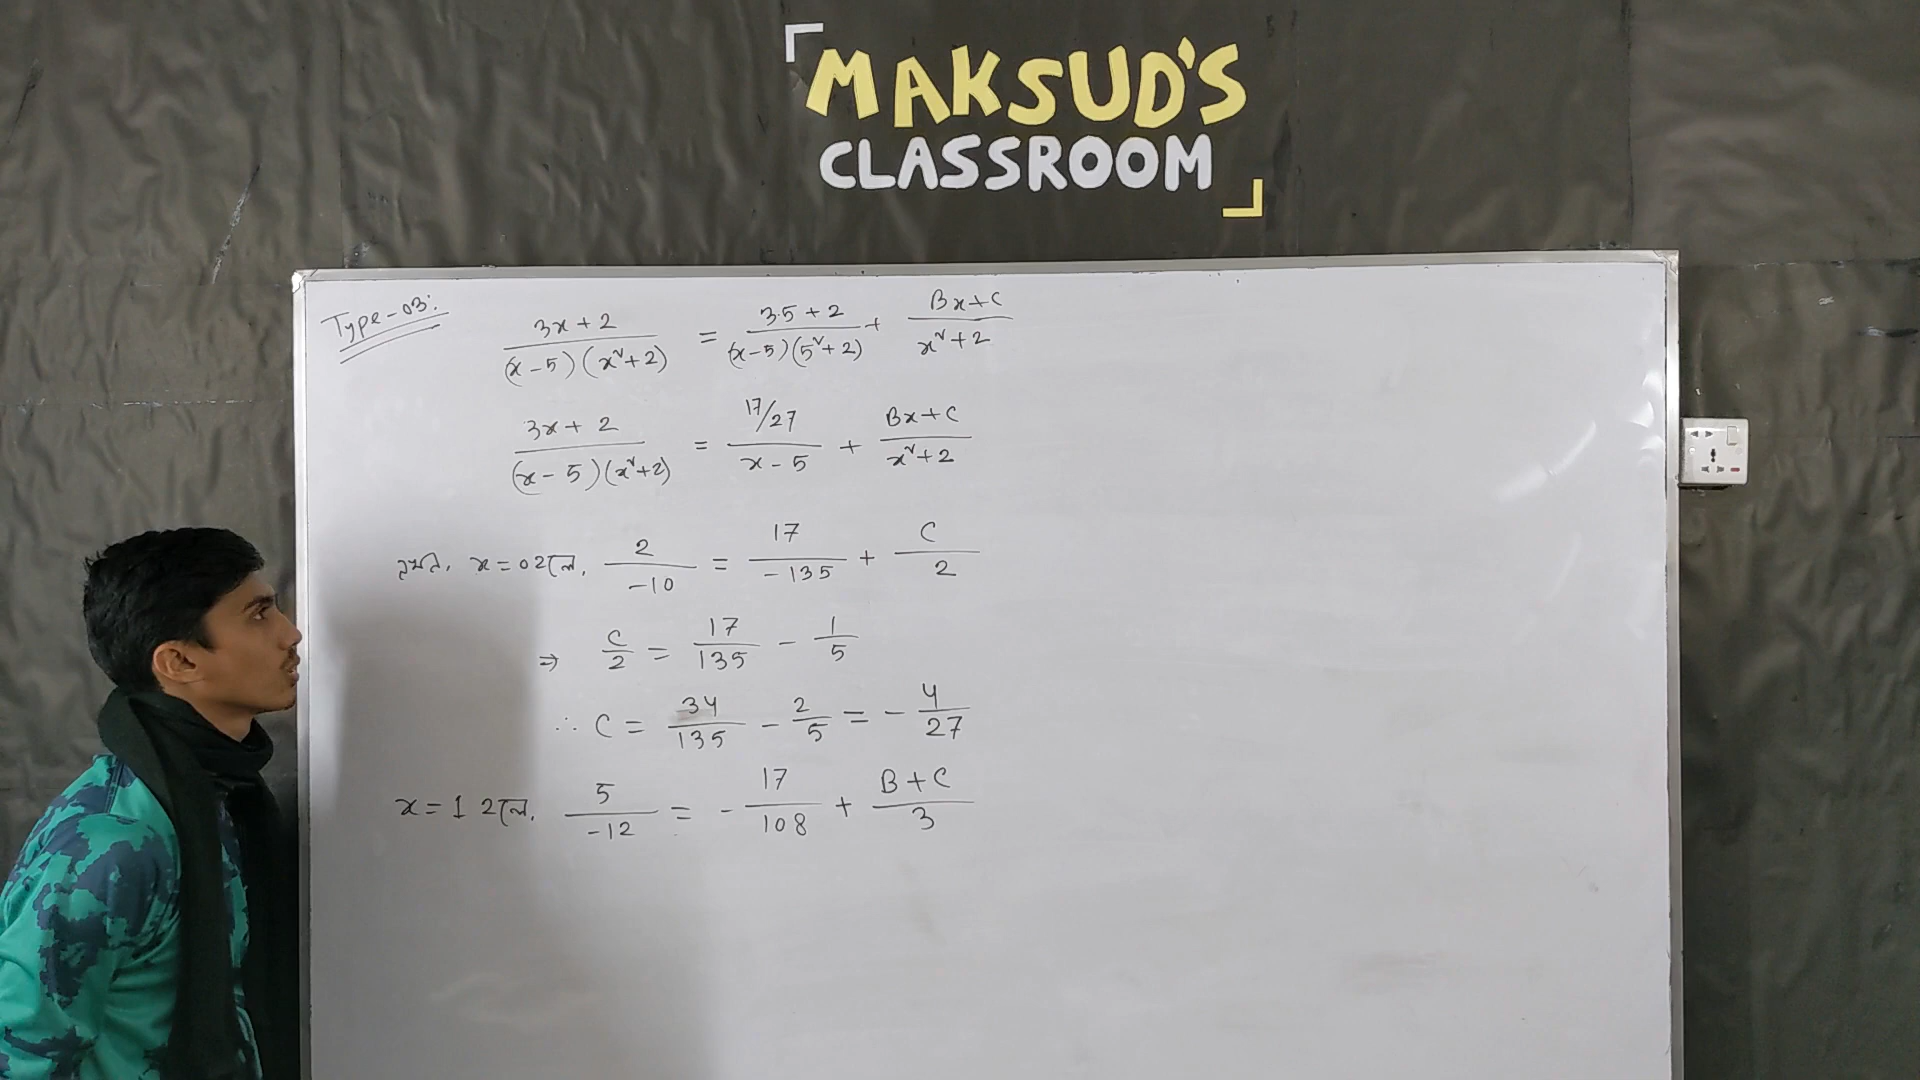 MAKSUD'S
CLASSROOM
Type-03:
(3x+2)/((x-5)(x²+2)) = (3·5+2)/((x-5)(5²+2)) + (Bx+C)/(x²+2)
(3x+2)/((x-5)(x²+2)) = (17/27)/(x-5) + (Bx+C)/(x²+2)
x=0 হলে, 2/-10 = 17/-135 + C/2
⇒ C/2 = 17/135 - 1/5
∴ C = 34/135 - 2/5 = - 4/27
x=1 হলে, 5/-12 = - 17/108 + (B+C)/3